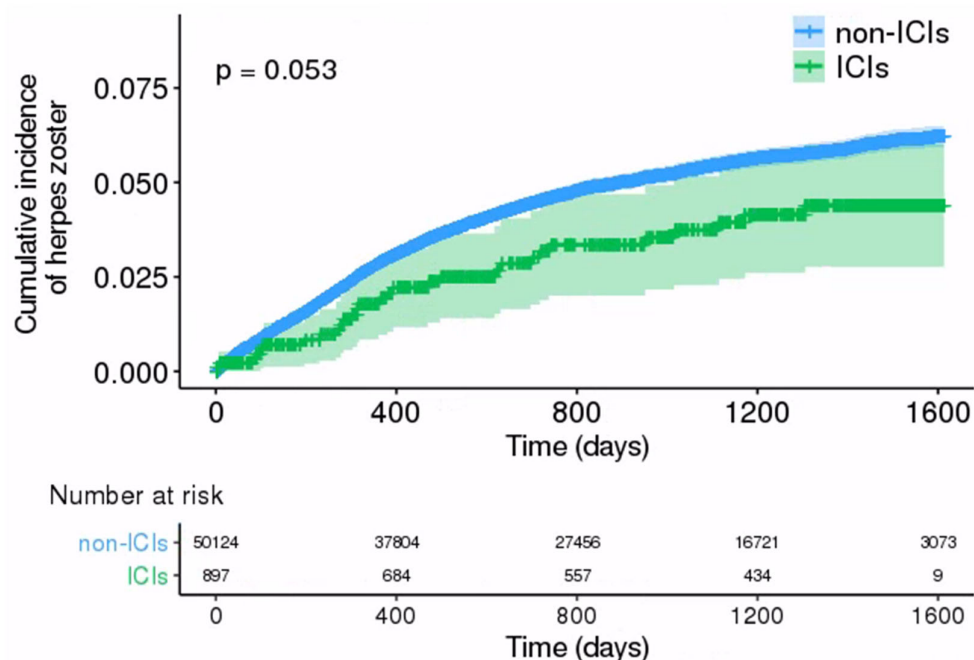 non-ICIs
ICIs
p = 0.053
Cumulative incidence
of herpes zoster
0.075
0.050
0.025
0.000
0 400 800 1200 1600
Time (days)
Number at risk
non-ICIs 50124 37804 27456 16721 3073
ICIs 897 684 557 434 9
0 400 800 1200 1600
Time (days)